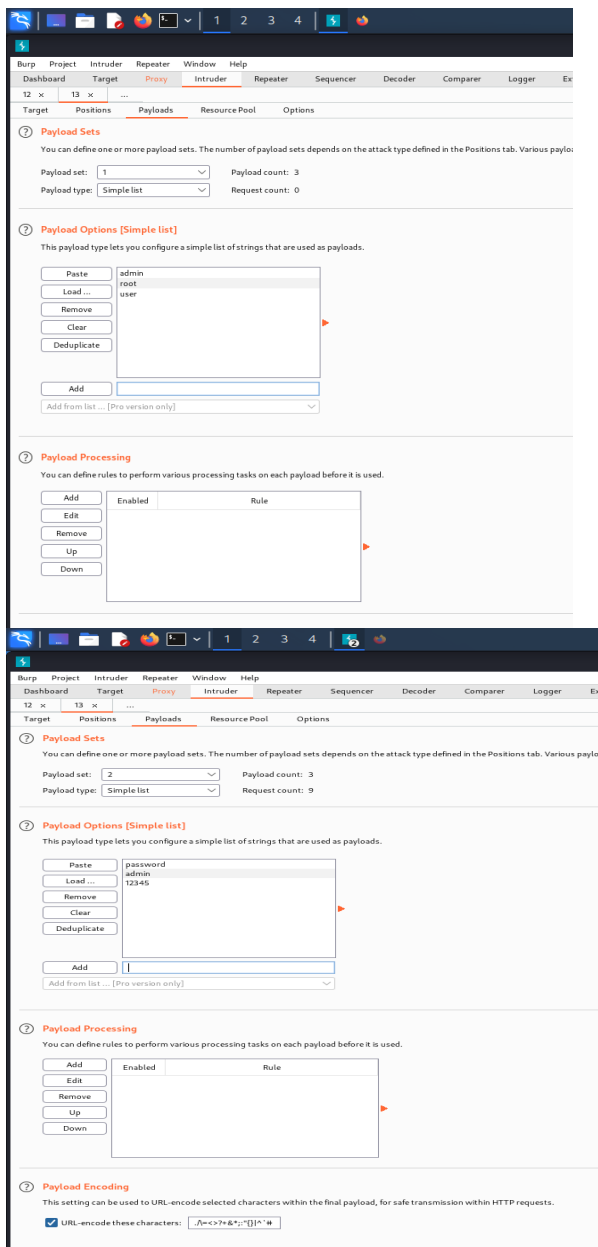 1 2 3 4
Burp Project Intruder Repeater Window Help
Dashboard Target Proxy Intruder Repeater Sequencer Decoder Comparer Logger Ex
12 × 13 × ...
Target Positions Payloads Resource Pool Options
? Payload Sets
You can define one or more payload sets. The number of payload sets depends on the attack type defined in the Positions tab. Various payloa
Payload set: 1 Payload count: 3
Payload type: Simple list Request count: 0
? Payload Options [Simple list]
This payload type lets you configure a simple list of strings that are used as payloads.
Paste admin
root
Load ... user
Remove
Clear
Deduplicate
Add
Add from list ... [Pro version only]
? Payload Processing
You can define rules to perform various processing tasks on each payload before it is used.
Add Enabled Rule
Edit
Remove
Up
Down
1 2 3 4 2
Burp Project Intruder Repeater Window Help
Dashboard Target Proxy Intruder Repeater Sequencer Decoder Comparer Logger E
12 × 13 × ...
Target Positions Payloads Resource Pool Options
? Payload Sets
You can define one or more payload sets. The number of payload sets depends on the attack type defined in the Positions tab. Various paylo
Payload set: 2 Payload count: 3
Payload type: Simple list Request count: 9
? Payload Options [Simple list]
This payload type lets you configure a simple list of strings that are used as payloads.
Paste password
admin
Load ... 12345
Remove
Clear
Deduplicate
Add
Add from list ... [Pro version only]
? Payload Processing
You can define rules to perform various processing tasks on each payload before it is used.
Add Enabled Rule
Edit
Remove
Up
Down
? Payload Encoding
This setting can be used to URL-encode selected characters within the final payload, for safe transmission within HTTP requests.
URL-encode these characters: ./\=<>?+&*;:"{}|^`#